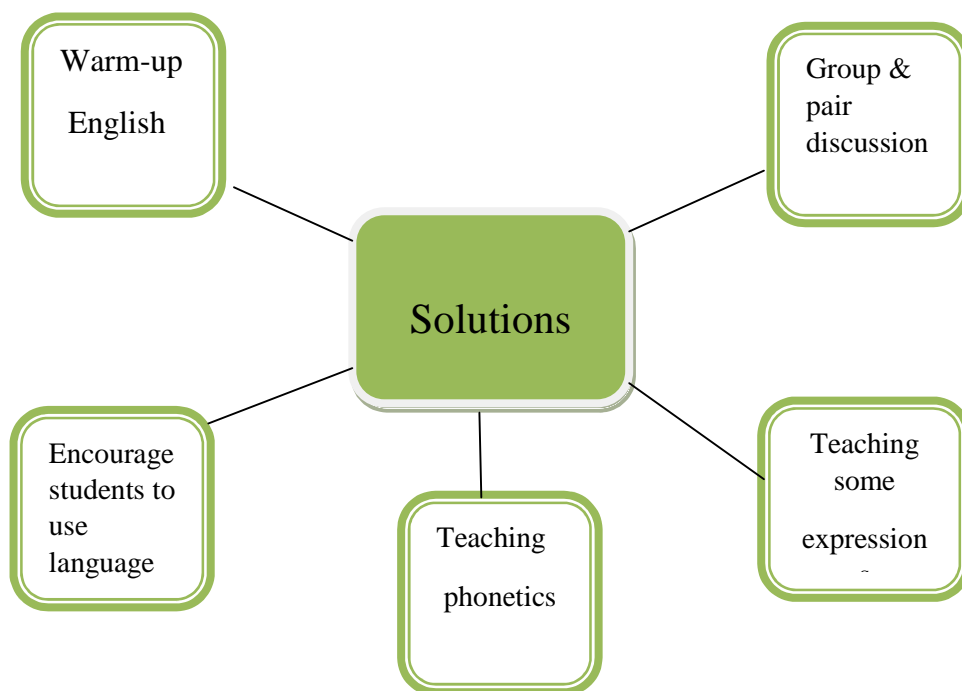 Warm-up
English
Group &
pair
discussion
Solutions
Encourage
students to
use
language
Teaching
phonetics
Teaching
some
expression